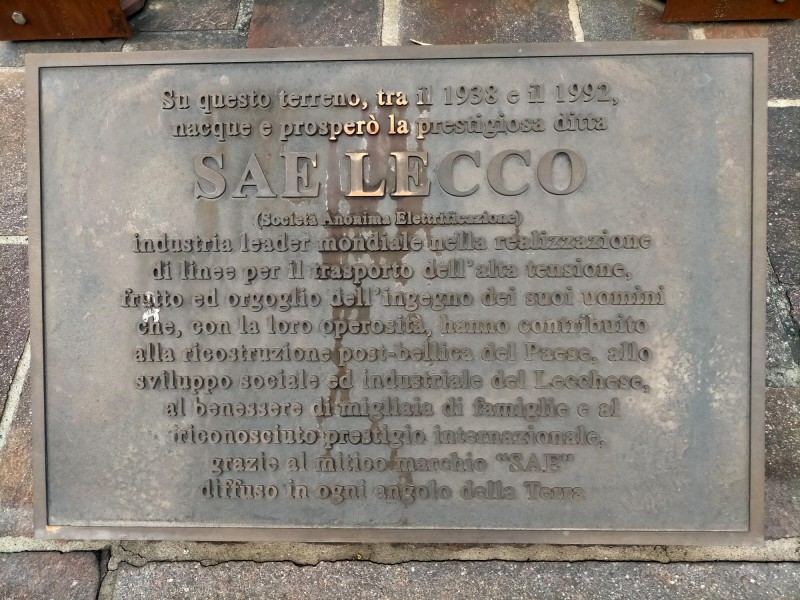 Su questo terreno, tra il 1938 e il 1992,
nacque e prosperò la prestigiosa ditta
SAE LECCO
(Società Anonima Elettrificazione)
industria leader mondiale nella realizzazione
di linee per il trasporto dell'alta tensione,
frutto ed orgoglio dell'ingegno dei suoi uomini
che, con la loro operosità, hanno contribuito
alla ricostruzione post-bellica del Paese, allo
sviluppo sociale ed industriale del Lecchese,
al benessere di migliaia di famiglie e al
riconosciuto prestigio internazionale,
grazie al mitico marchio "SAE"
diffuso in ogni angolo della Terra